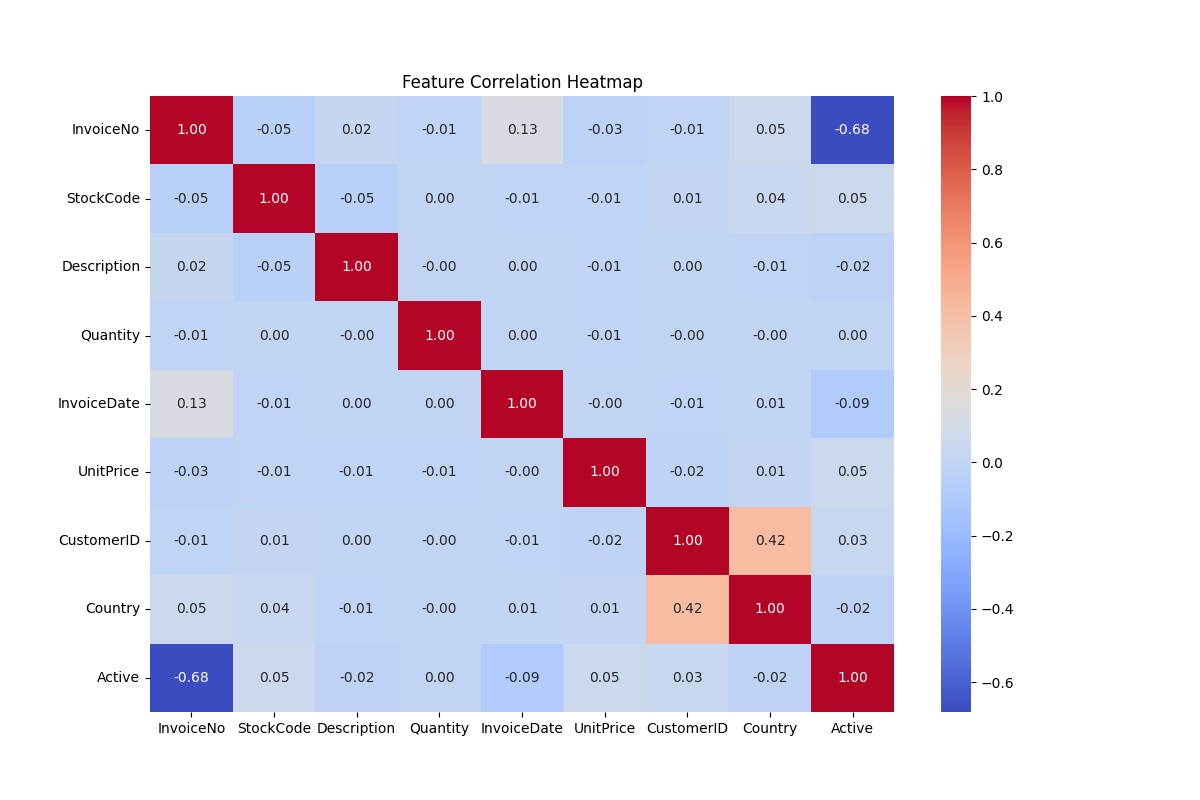 Feature Correlation Heatmap
InvoiceNo 1.00 -0.05 0.02 -0.01 0.13 -0.03 -0.01 0.05 -0.68
StockCode -0.05 1.00 -0.05 0.00 -0.01 -0.01 0.01 0.04 0.05
Description 0.02 -0.05 1.00 -0.00 0.00 -0.01 0.00 -0.01 -0.02
Quantity -0.01 0.00 -0.00 1.00 0.00 -0.01 -0.00 -0.00 0.00
InvoiceDate 0.13 -0.01 0.00 0.00 1.00 -0.00 -0.01 0.01 -0.09
UnitPrice -0.03 -0.01 -0.01 -0.01 -0.00 1.00 -0.02 0.01 0.05
CustomerID -0.01 0.01 0.00 -0.00 -0.01 -0.02 1.00 0.42 0.03
Country 0.05 0.04 -0.01 -0.00 0.01 0.01 0.42 1.00 -0.02
Active -0.68 0.05 -0.02 0.00 -0.09 0.05 0.03 -0.02 1.00
InvoiceNo StockCode Description Quantity InvoiceDate UnitPrice CustomerID Country Active
1.0
0.8
0.6
0.4
0.2
0.0
−0.2
−0.4
−0.6